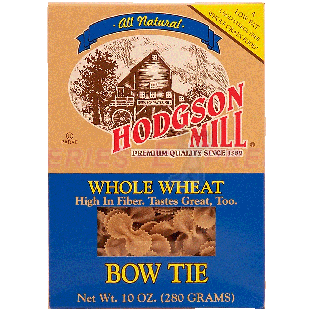 All Natural
HODGSON
MILL
PREMIUM QUALITY SINCE 1882
WHOLE WHEAT
High In Fiber. Tastes Great, Too.
BOW TIE
Net Wt. 10 OZ. (280 GRAMS)